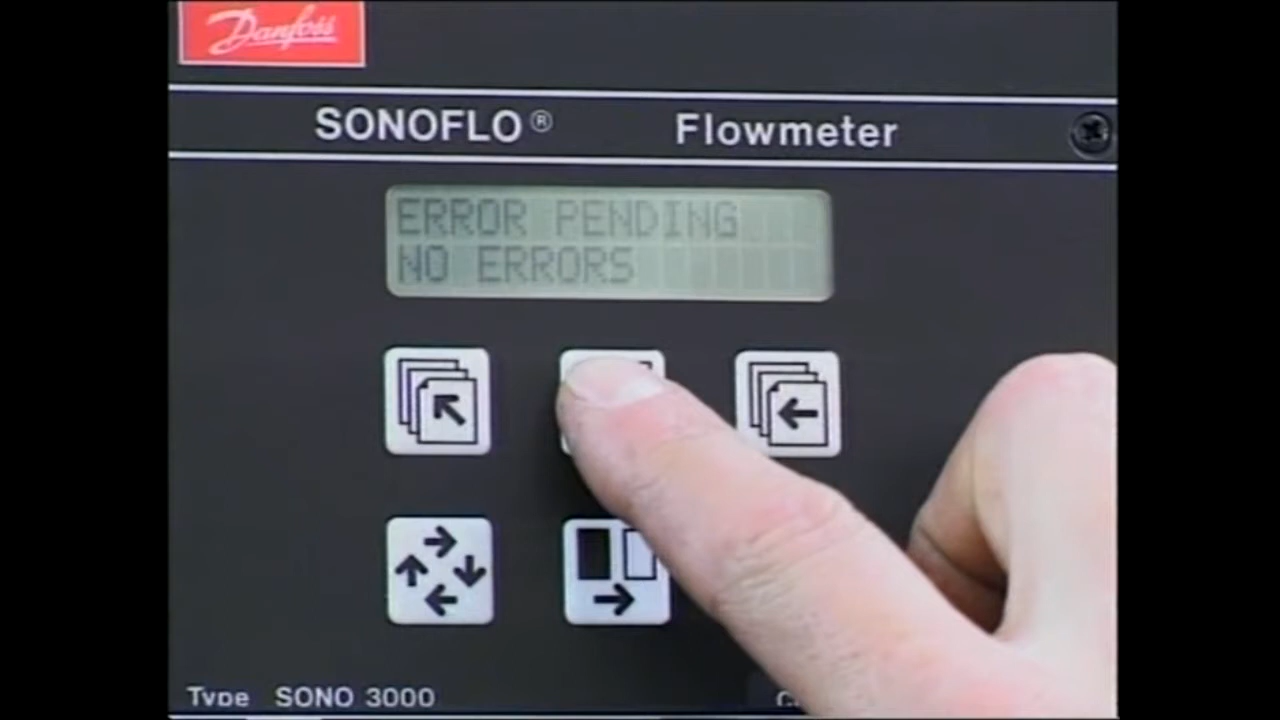 Danfoss
SONOFLO® Flowmeter
ERROR PENDING
NO ERRORS
Type SONO 3000